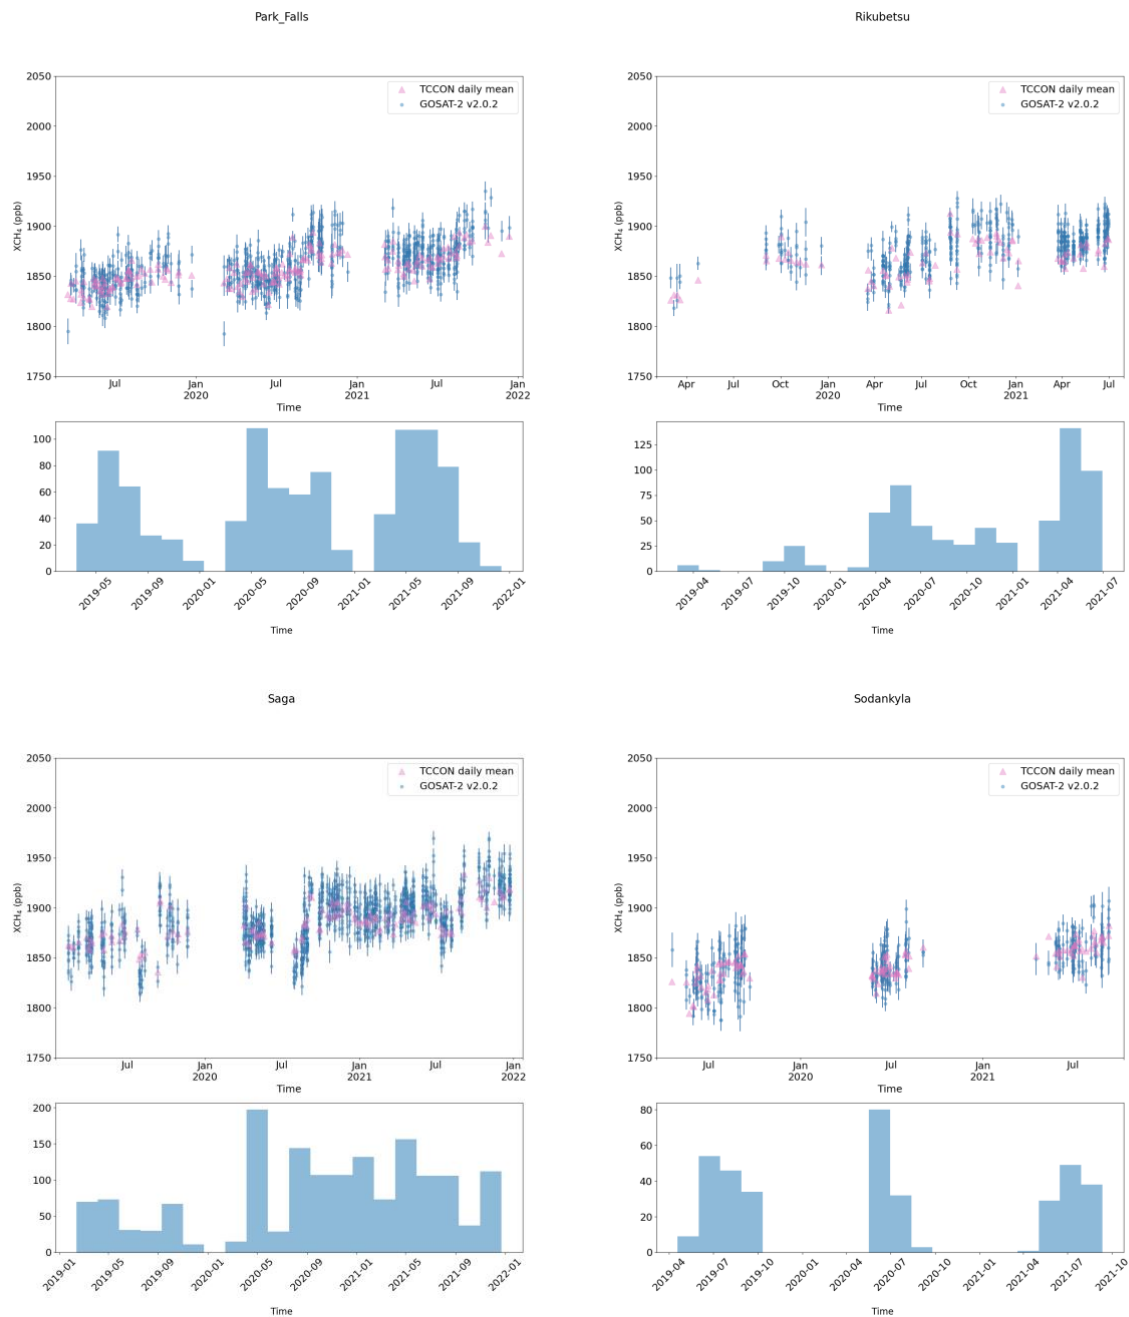 Park_Falls
2050
2000
1950
1900
1850
1800
1750
XCH₄ (ppb)
TCCON daily mean
GOSAT-2 v2.0.2
Jul Jan Jul Jan Jul Jan
2020 2021 2022
Time
100
80
60
40
20
0
2019-05 2019-09 2020-01 2020-05 2020-09 2021-01 2021-05 2021-09 2022-01
Time
Rikubetsu
2050
2000
1950
1900
1850
1800
1750
XCH₄ (ppb)
TCCON daily mean
GOSAT-2 v2.0.2
Apr Jul Oct Jan Apr Jul Oct Jan Apr Jul
2020 2021
Time
125
100
75
50
25
0
2019-04 2019-07 2019-10 2020-01 2020-04 2020-07 2020-10 2021-01 2021-04 2021-07
Time
Saga
2050
2000
1950
1900
1850
1800
1750
XCH₄ (ppb)
TCCON daily mean
GOSAT-2 v2.0.2
Jul Jan Jul Jan Jul Jan
2020 2021 2022
Time
200
150
100
50
0
2019-01 2019-05 2019-09 2020-01 2020-05 2020-09 2021-01 2021-05 2021-09 2022-01
Time
Sodankyla
2050
2000
1950
1900
1850
1800
1750
XCH₄ (ppb)
TCCON daily mean
GOSAT-2 v2.0.2
Jul Jan Jul Jan Jul
2020 2021
Time
80
60
40
20
0
2019-04 2019-07 2019-10 2020-01 2020-04 2020-07 2020-10 2021-01 2021-04 2021-07 2021-10
Time